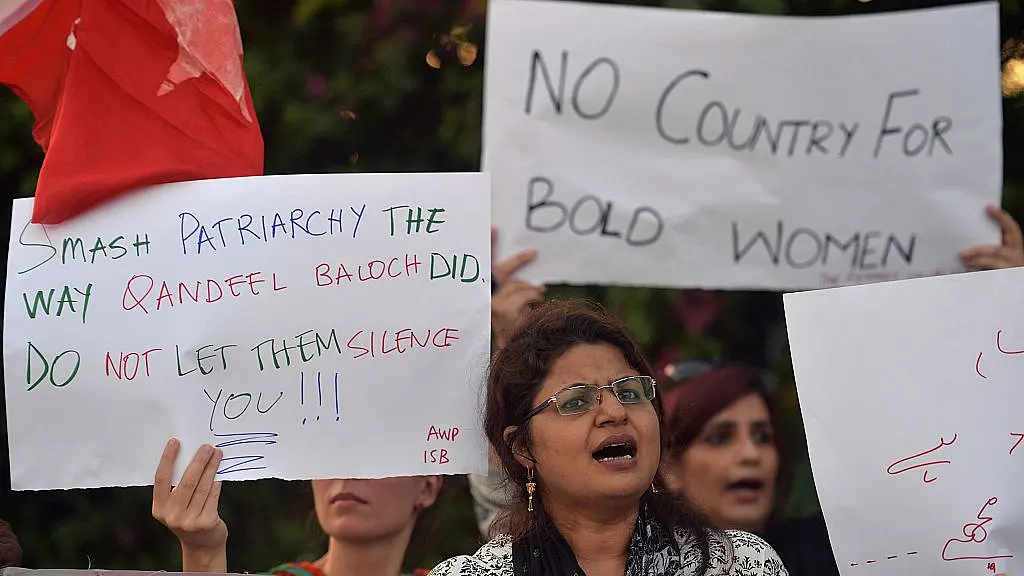 SMASH PATRIARCHY THE
WAY QANDEEL BALOCH DID.
DO NOT LET THEM SILENCE
YOU!!!
AWP
ISB
NO COUNTRY FOR
BOLD WOMEN